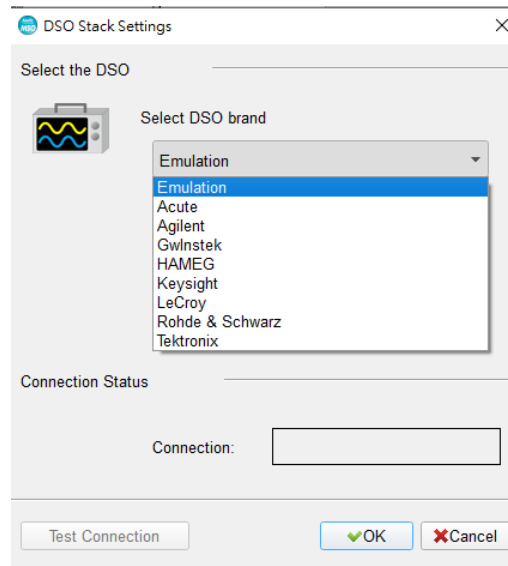 DSO Stack Settings
Select the DSO
Select DSO brand
Emulation
Emulation
Acute
Agilent
GwInstek
HAMEG
Keysight
LeCroy
Rohde & Schwarz
Tektronix
Connection Status
Connection:
Test Connection
OK
Cancel